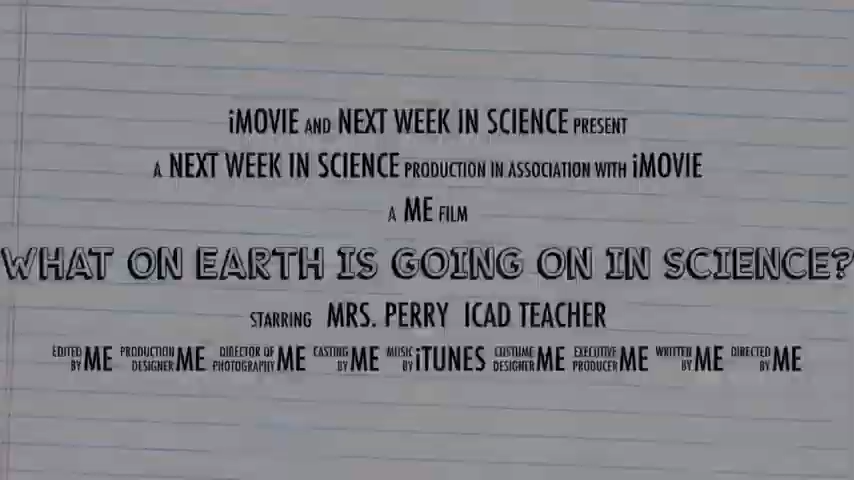 iMOVIE AND NEXT WEEK IN SCIENCE PRESENT
A NEXT WEEK IN SCIENCE PRODUCTION IN ASSOCIATION WITH iMOVIE
A ME FILM
WHAT ON EARTH IS GOING ON IN SCIENCE?
STARRING MRS. PERRY ICAD TEACHER
EDITED BY ME PRODUCTION DESIGNER ME DIRECTOR OF PHOTOGRAPHY ME CASTING BY ME MUSIC BY iTUNES COSTUME DESIGNER ME EXECUTIVE PRODUCER ME WRITTEN BY ME DIRECTED BY ME